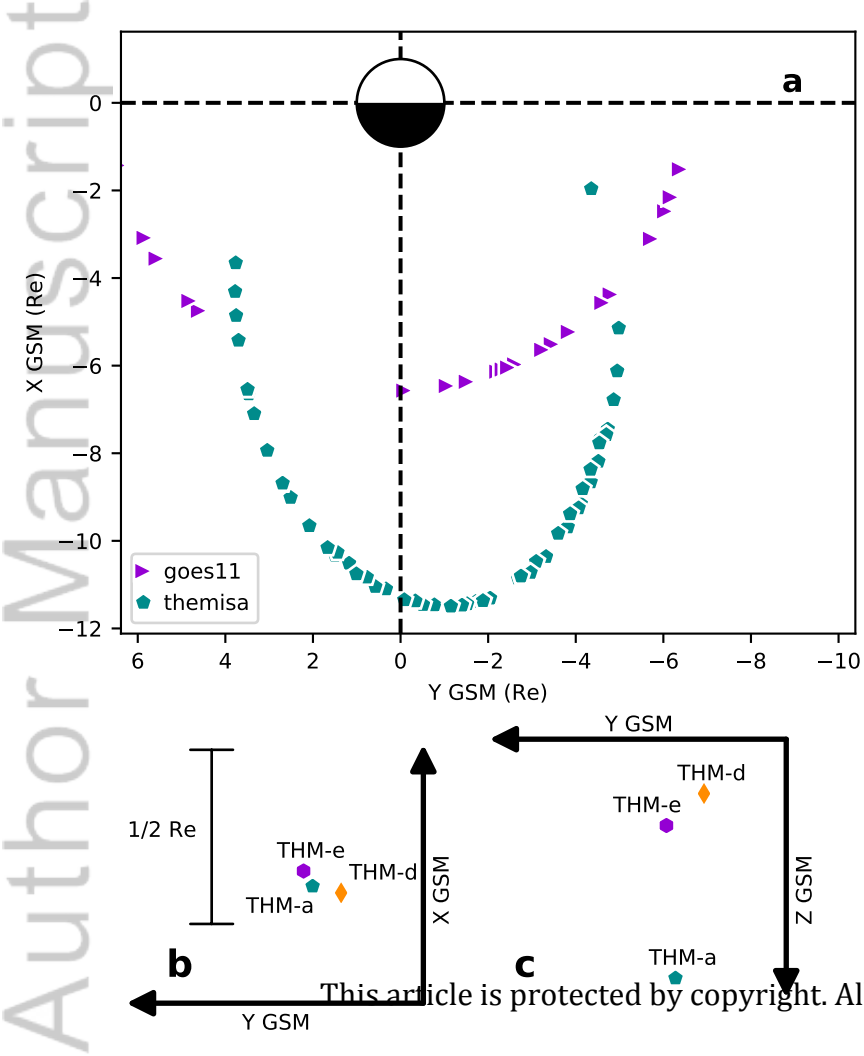 Author Manuscript
a
0
−2
−4
−6
−8
−10
−12
X GSM (Re)
goes11
themisa
6
4
2
0
−2
−4
−6
−8
−10
Y GSM (Re)
Y GSM
THM-d
THM-e
1/2 Re
THM-e
THM-d
THM-a
X GSM
Z GSM
THM-a
b
c
This article is protected by copyright. Al
Y GSM